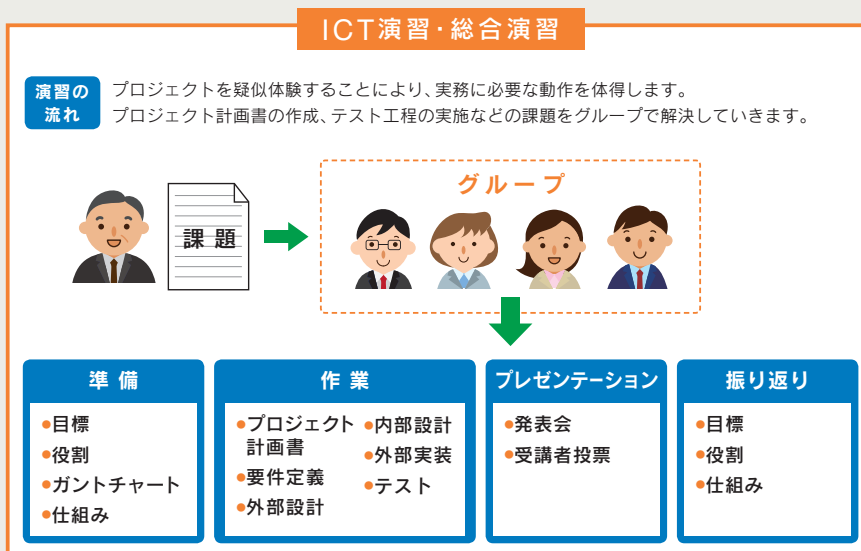 ICT演習・総合演習
演習の
流れ
プロジェクトを疑似体験することにより、実務に必要な動作を体得します。
プロジェクト計画書の作成、テスト工程の実施などの課題をグループで解決していきます。
課題
グループ
準備
●目標
●役割
●ガントチャート
●仕組み
作業
●プロジェクト
計画書
●要件定義
●外部設計
●内部設計
●外部実装
●テスト
プレゼンテーション
●発表会
●受講者投票
振り返り
●目標
●役割
●仕組み